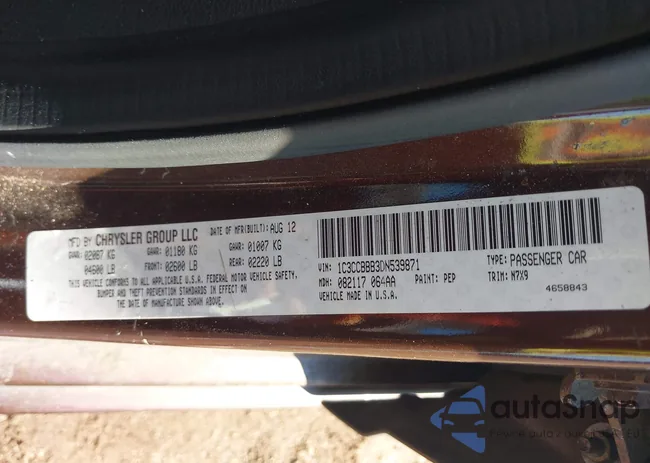 MFD BY CHRYSLER GROUP LLC DATE OF MFR(BUILT): AUG 12
GVWR: 02087 KG GAWR: 01180 KG GAWR: 01007 KG
04600 LB FRONT: 02600 LB REAR: 02220 LB
THIS VEHICLE CONFORMS TO ALL APPLICABLE U.S.A. FEDERAL MOTOR VEHICLE SAFETY,
BUMPER AND THEFT PREVENTION STANDARDS IN EFFECT ON
THE DATE OF MANUFACTURE SHOWN ABOVE.
VIN: 1C3CCBBB3DN539871 TYPE: PASSENGER CAR
MDH: 082117 064AA PAINT: PEP TRIM: N7X9
VEHICLE MADE IN U.S.A. 4658843
autoSnap